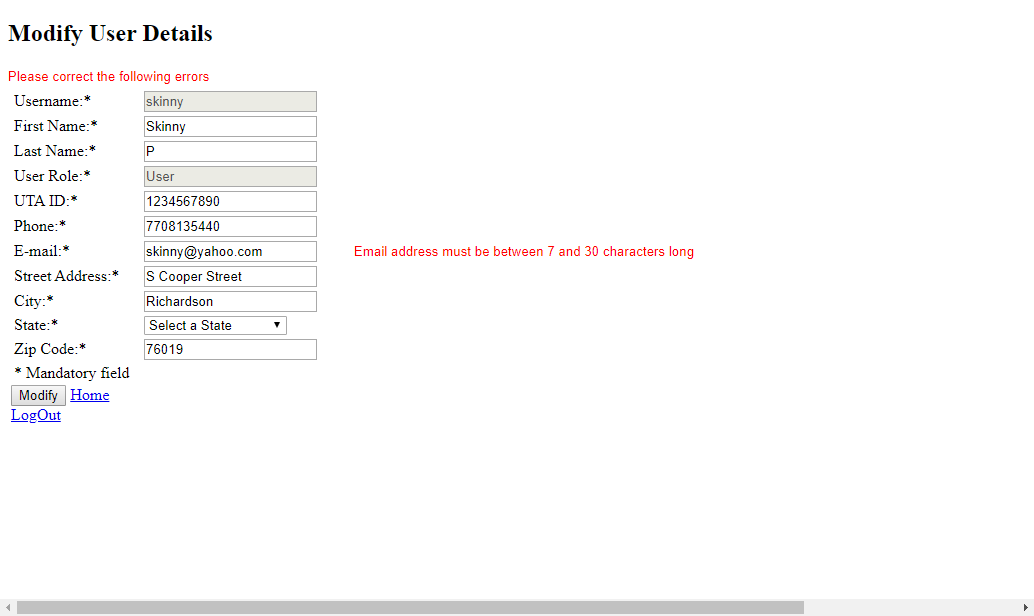 Modify User Details
Please correct the following errors
Username:* skinny
First Name:* Skinny
Last Name:* P
User Role:* User
UTA ID:* 1234567890
Phone:* 7708135440
E-mail:* skinny@yahoo.com Email address must be between 7 and 30 characters long
Street Address:* S Cooper Street
City:* Richardson
State:* Select a State
Zip Code:* 76019
* Mandatory field
Modify Home
LogOut